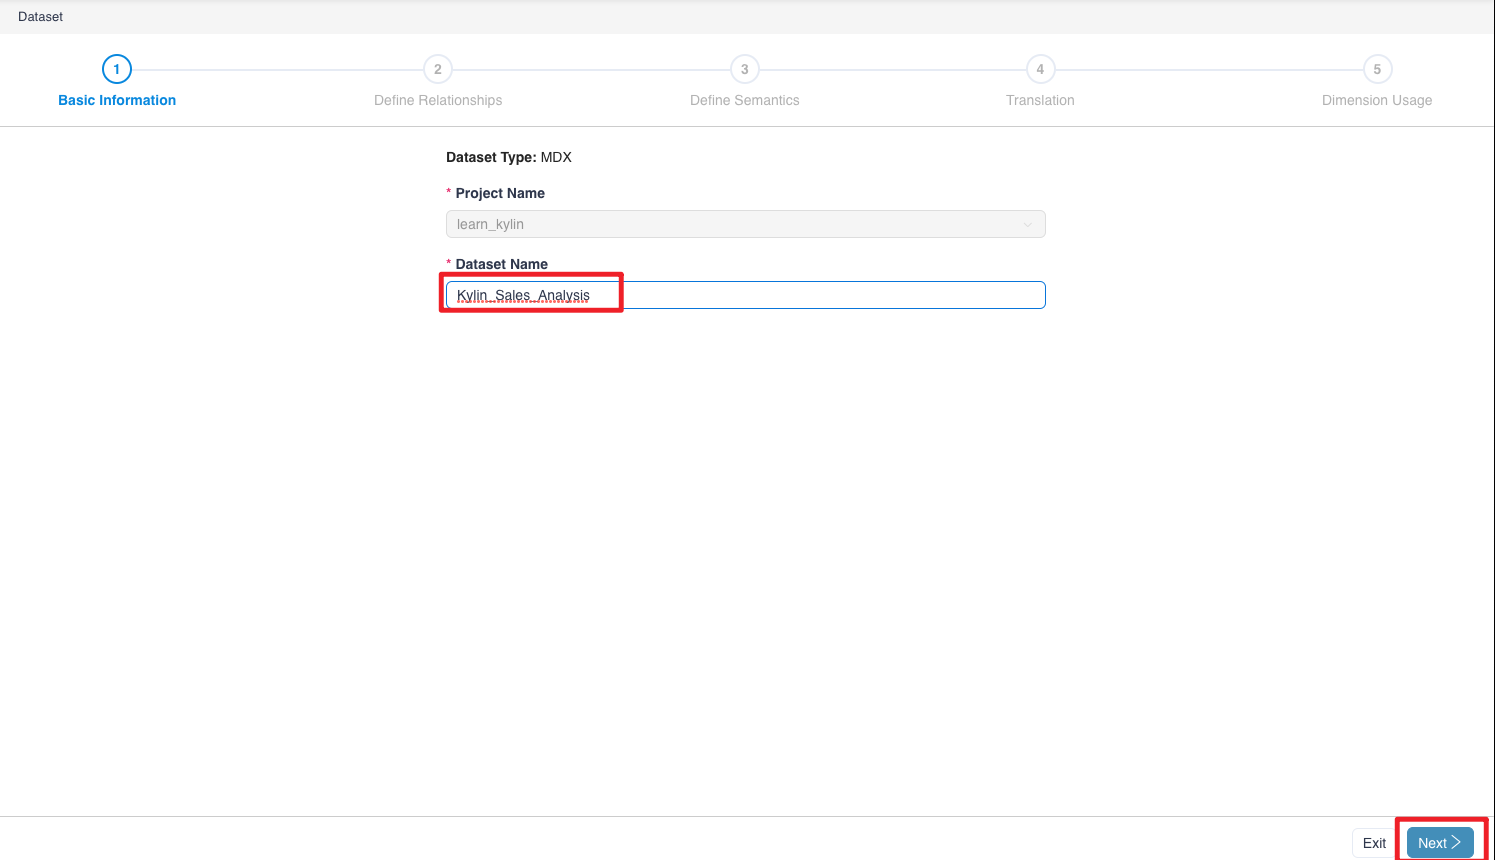 Dataset
1 2 3 4 5
Basic Information Define Relationships Define Semantics Translation Dimension Usage
Dataset Type: MDX
* Project Name
learn_kylin
* Dataset Name
Kylin_Sales_Analysis
Exit Next